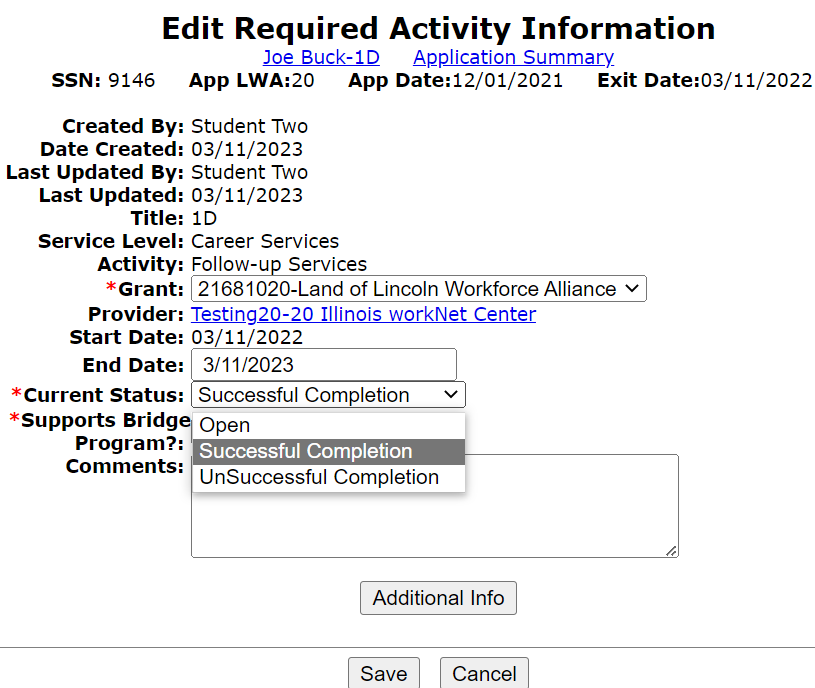 Edit Required Activity Information
Joe Buck-1D Application Summary
SSN: 9146 App LWA:20 App Date:12/01/2021 Exit Date:03/11/2022
Created By: Student Two
Date Created: 03/11/2023
Last Updated By: Student Two
Last Updated: 03/11/2023
Title: 1D
Service Level: Career Services
Activity: Follow-up Services
*Grant: 21681020-Land of Lincoln Workforce Alliance
Provider: Testing20-20 Illinois workNet Center
Start Date: 03/11/2022
End Date: 3/11/2023
*Current Status: Successful Completion
*Supports Bridge
Program?:
Open
Successful Completion
UnSuccessful Completion
Comments:
Additional Info
Save Cancel